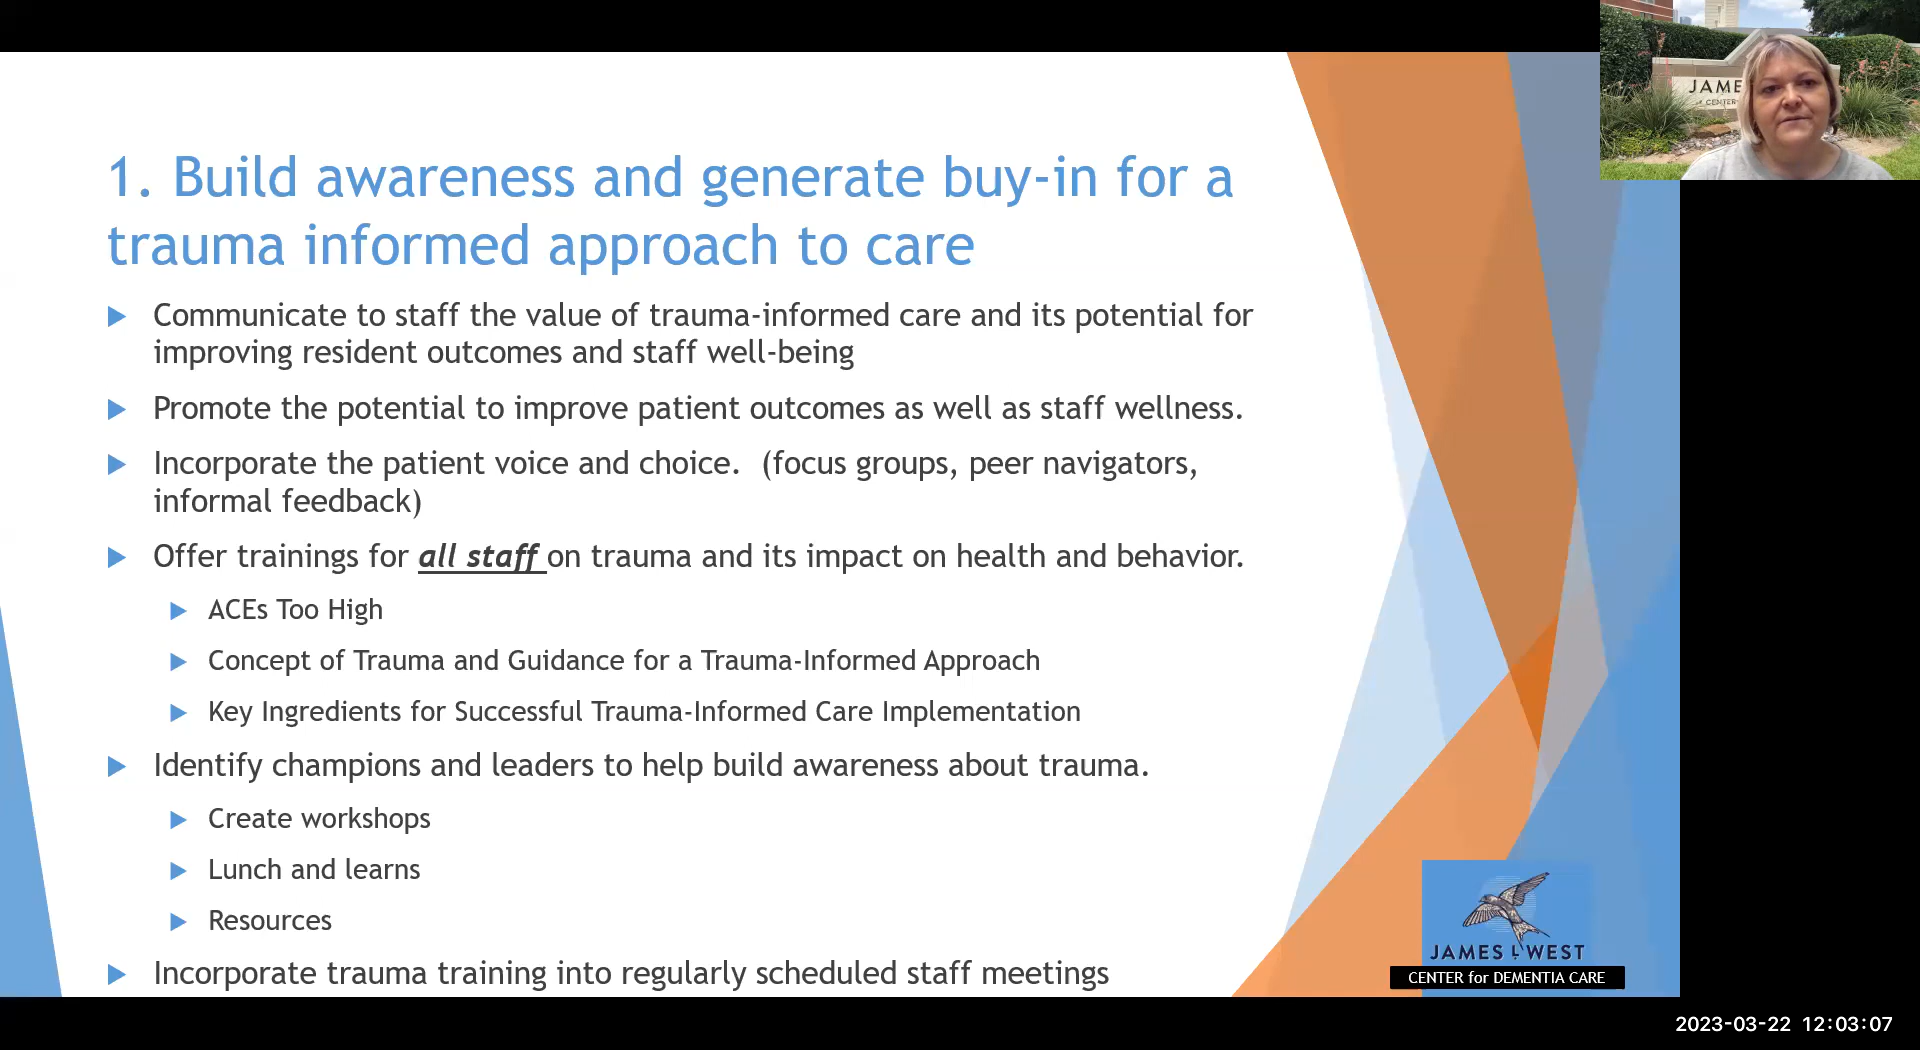 JAME
CENTER
1. Build awareness and generate buy-in for a
trauma informed approach to care
Communicate to staff the value of trauma-informed care and its potential for
improving resident outcomes and staff well-being
Promote the potential to improve patient outcomes as well as staff wellness.
Incorporate the patient voice and choice.  (focus groups, peer navigators,
informal feedback)
Offer trainings for all staff on trauma and its impact on health and behavior.
ACEs Too High
Concept of Trauma and Guidance for a Trauma-Informed Approach
Key Ingredients for Successful Trauma-Informed Care Implementation
Identify champions and leaders to help build awareness about trauma.
Create workshops
Lunch and learns
Resources
Incorporate trauma training into regularly scheduled staff meetings
JAMES L. WEST
CENTER for DEMENTIA CARE
2023-03-22 12:03:07